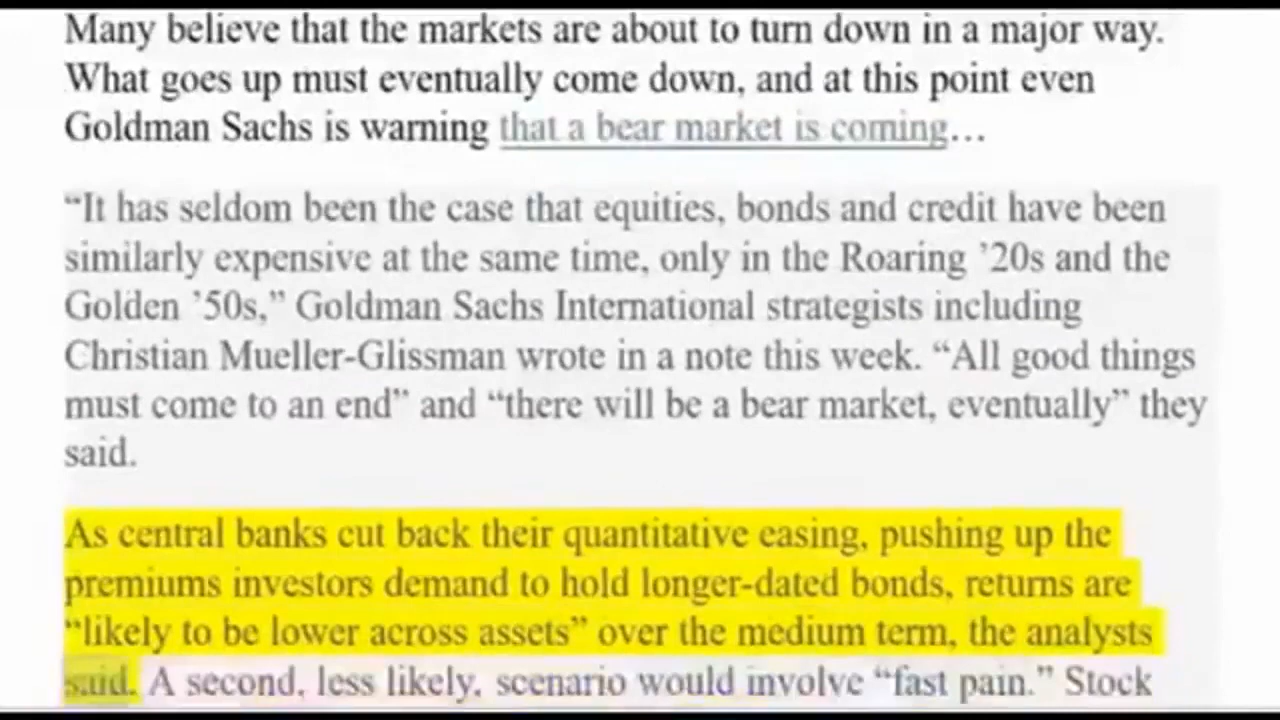 Many believe that the markets are about to turn down in a major way.
What goes up must eventually come down, and at this point even
Goldman Sachs is warning that a bear market is coming…
“It has seldom been the case that equities, bonds and credit have been
similarly expensive at the same time, only in the Roaring ’20s and the
Golden ’50s,” Goldman Sachs International strategists including
Christian Mueller-Glissman wrote in a note this week. “All good things
must come to an end” and “there will be a bear market, eventually” they
said.
As central banks cut back their quantitative easing, pushing up the
premiums investors demand to hold longer-dated bonds, returns are
“likely to be lower across assets” over the medium term, the analysts
said. A second, less likely, scenario would involve “fast pain.” Stock